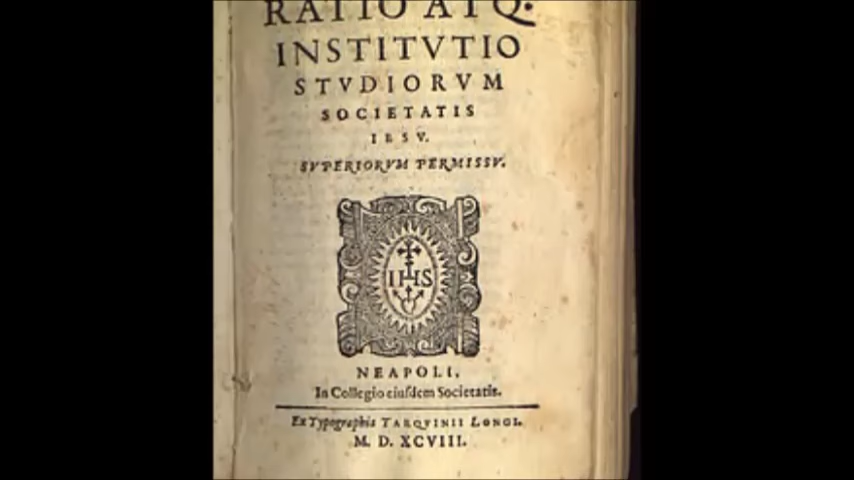 RATIO ATQ.
INSTITVTIO
STVDIORVM
SOCIETATIS
IESV.
SVPERIORVM PERMISSV.
IHS
NEAPOLI,
In Collegio eiuſdem Societatis.
Ex Typographia TARQVINII LONGI.
M. D. XCVIII.